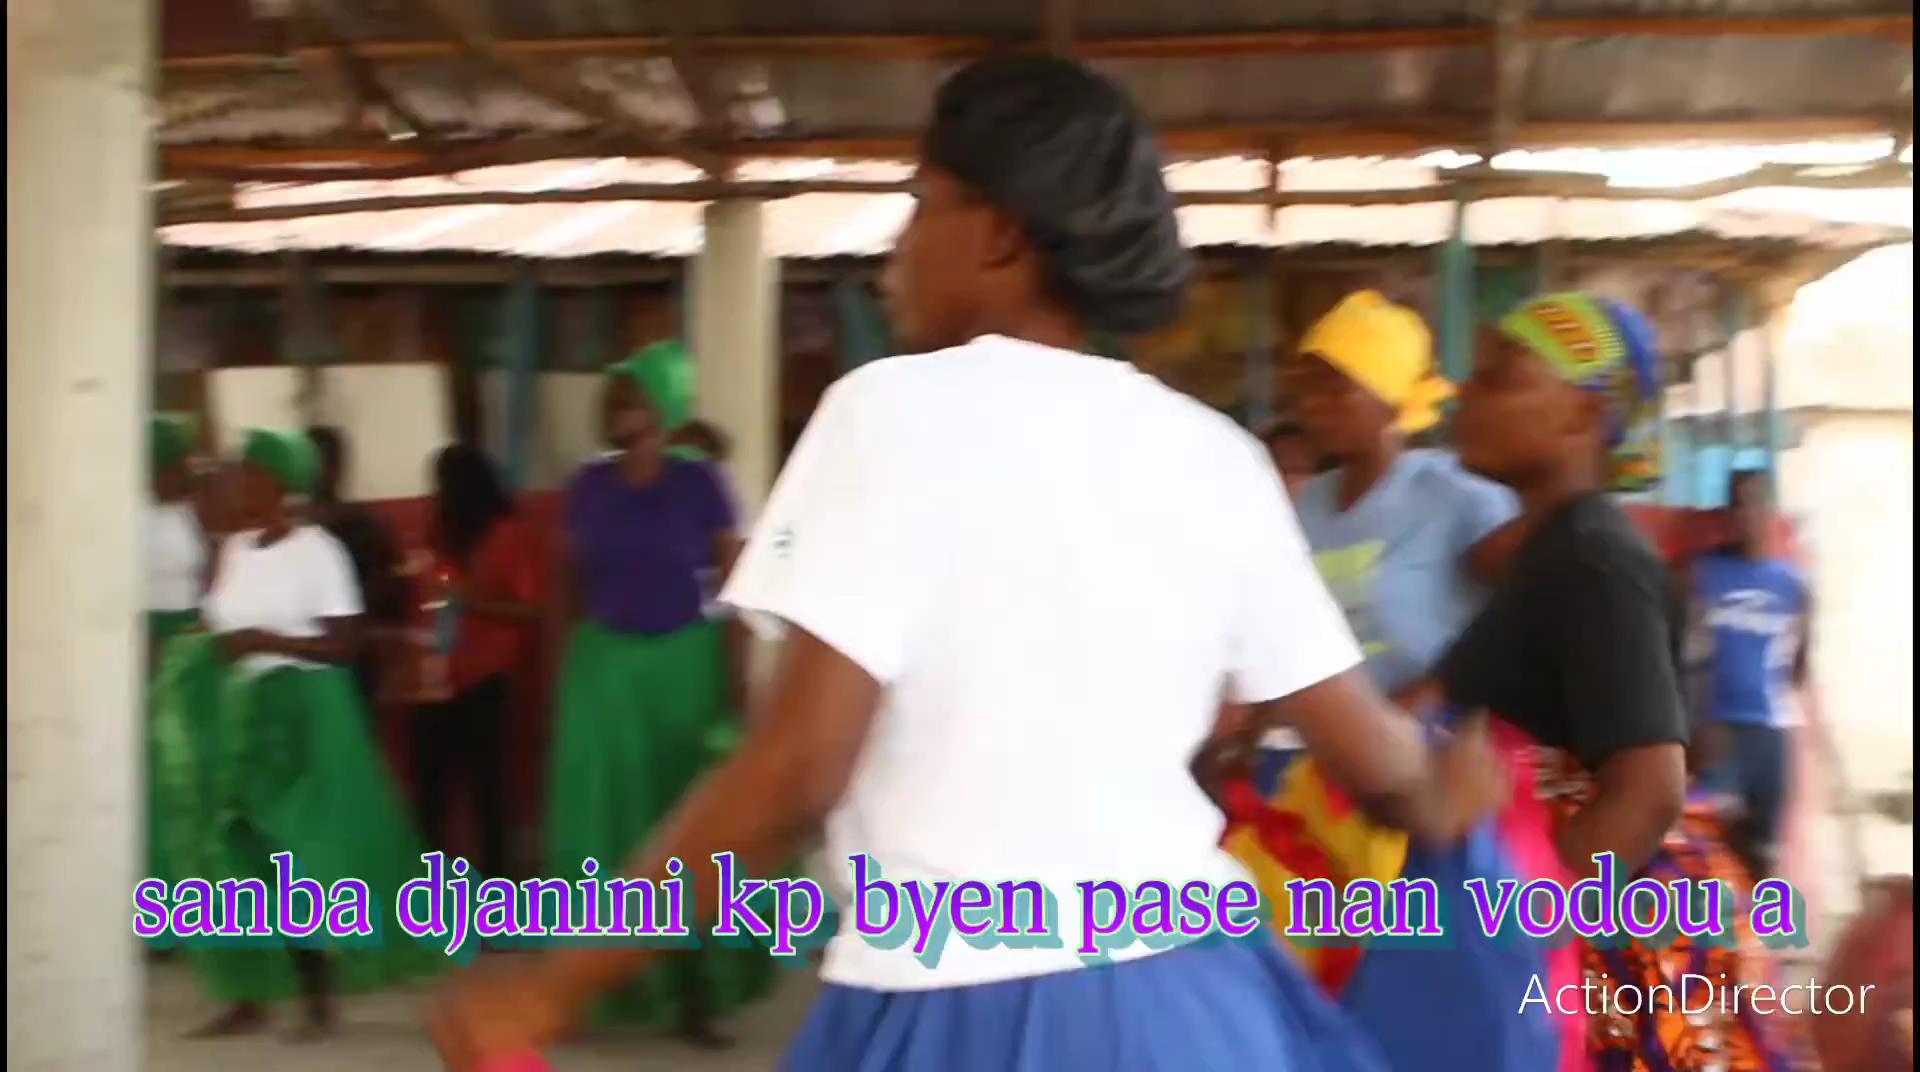 sanba djanini kp byen pase nan vodou a
ActionDirector